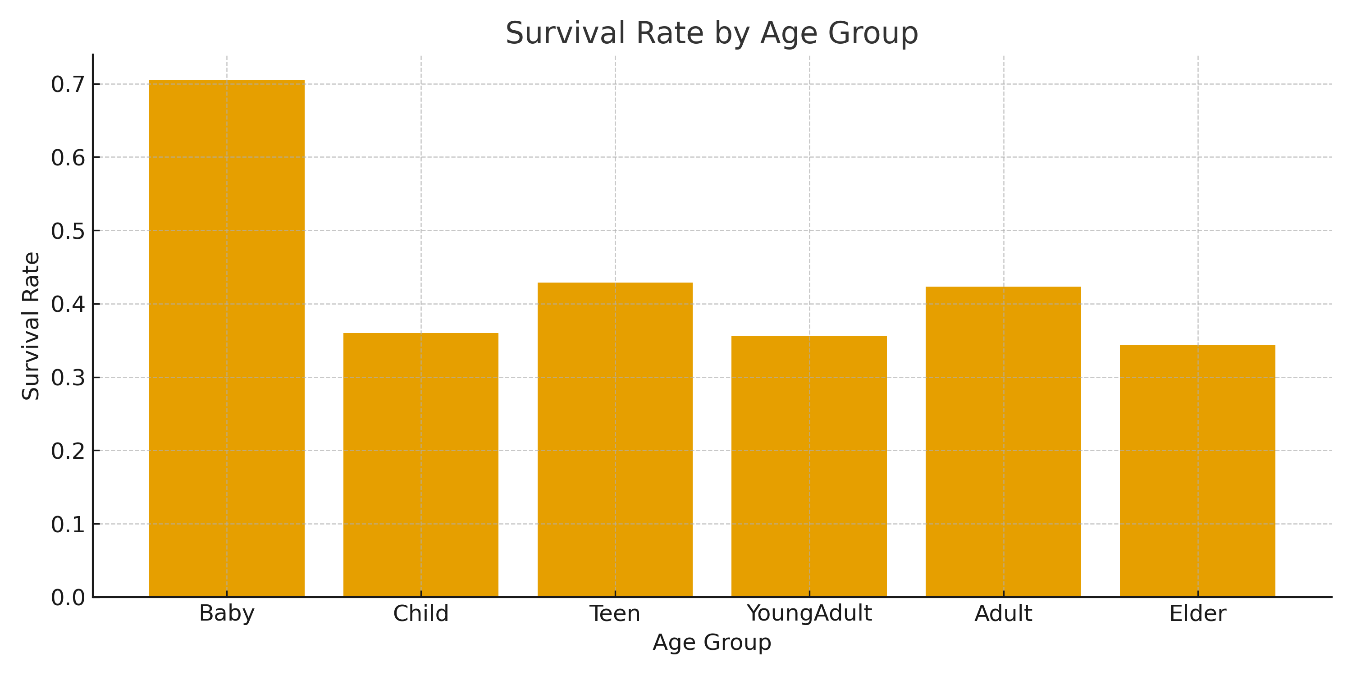 Survival Rate by Age Group
0.7
0.6
0.5
0.4
0.3
0.2
0.1
0.0
Survival Rate
Baby Child Teen YoungAdult Adult Elder
Age Group